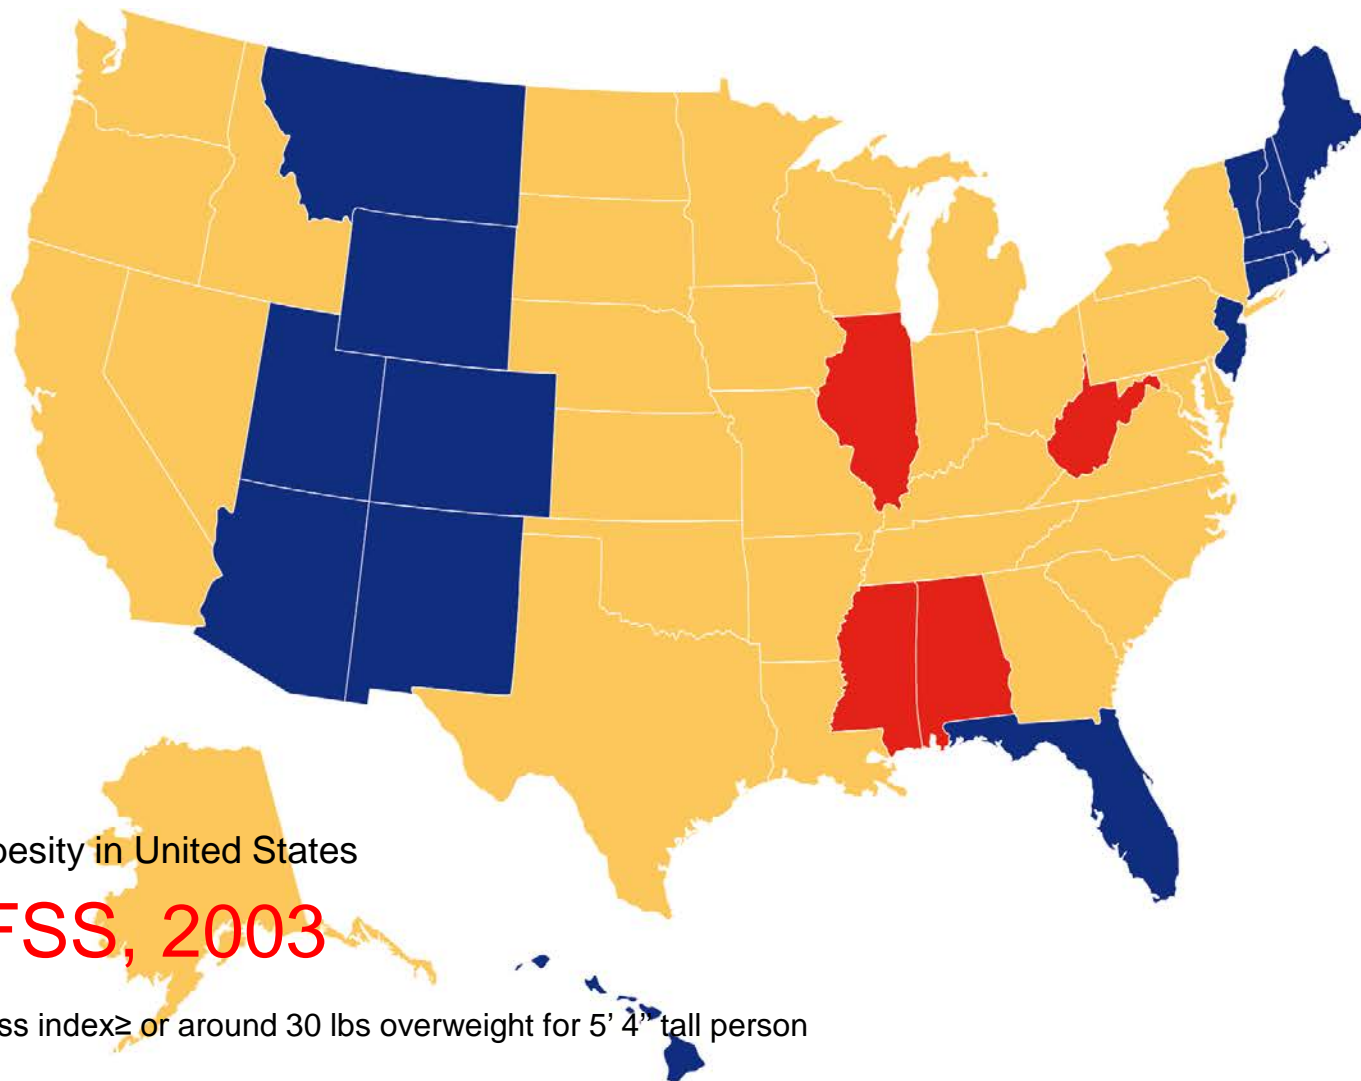 besity in United States
FSS, 2003
ss index≥ or around 30 lbs overweight for 5’ 4” tall person